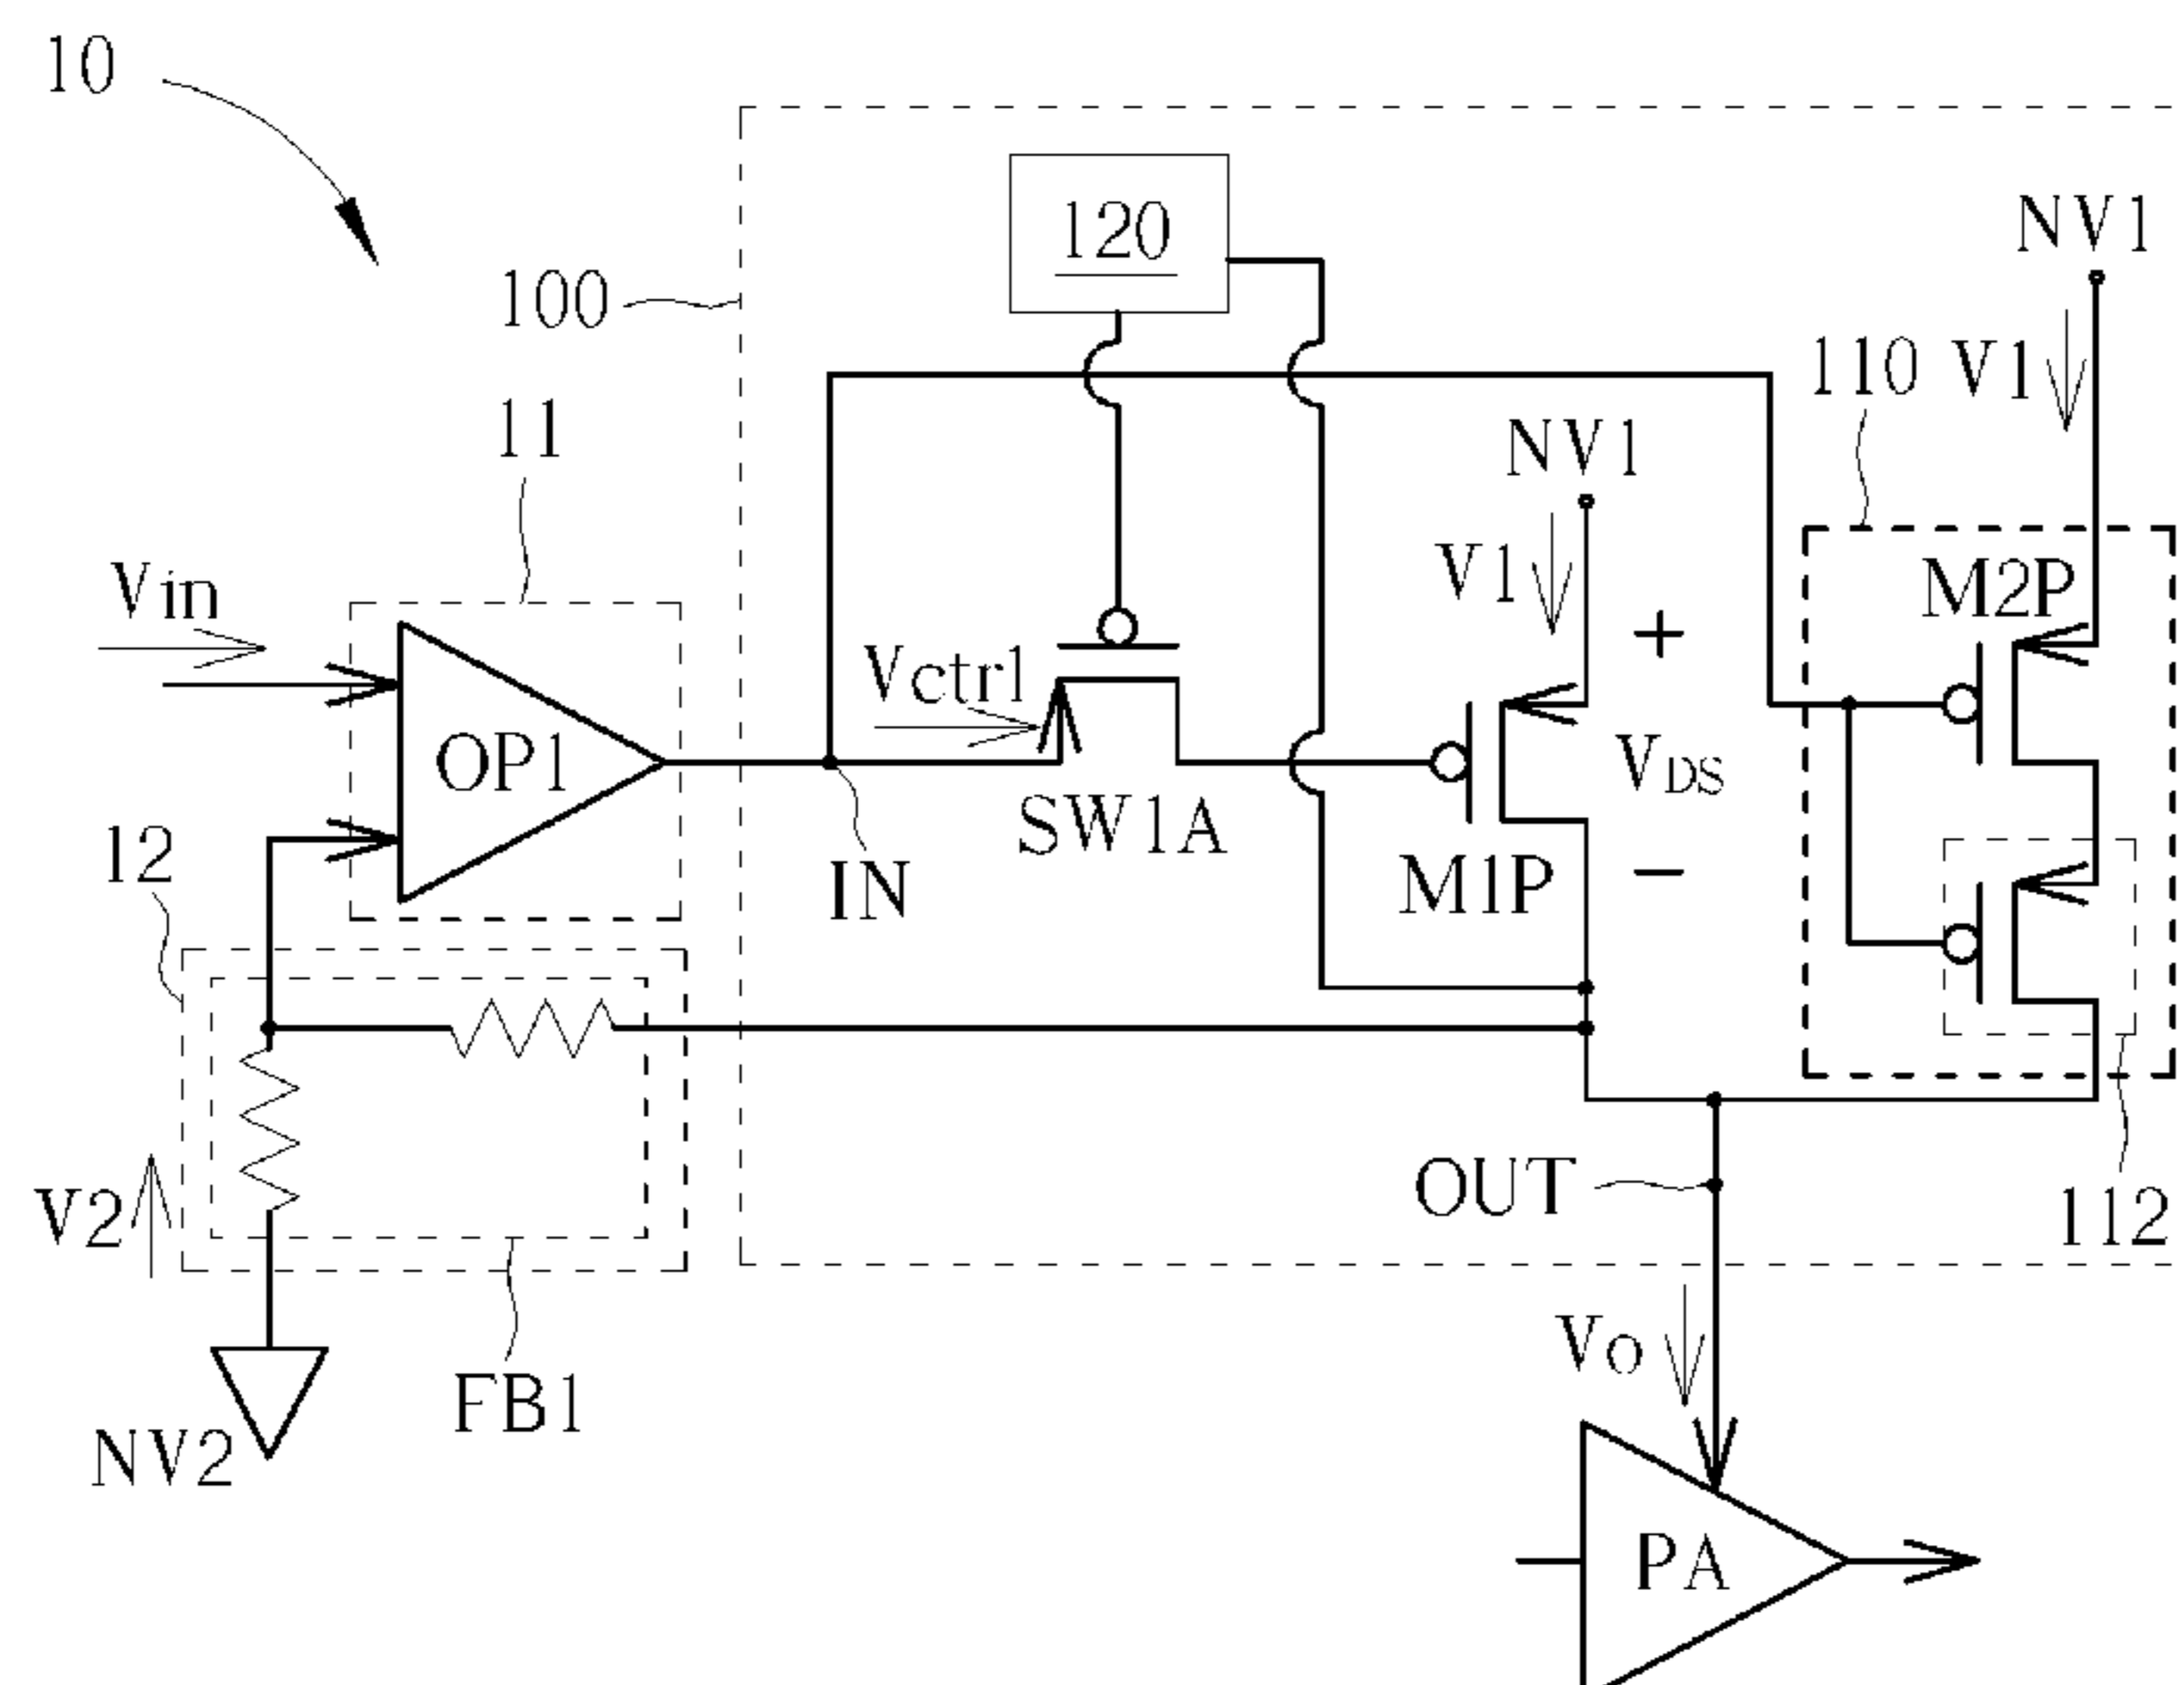 10
120
NV1
100
110
V1
11
NV1
Vin
V1
+
M2P
Vctrl
OP1
VDS
SW1A
12
IN
M1P
−
OUT
V2
112
Vo
FB1
NV2
PA